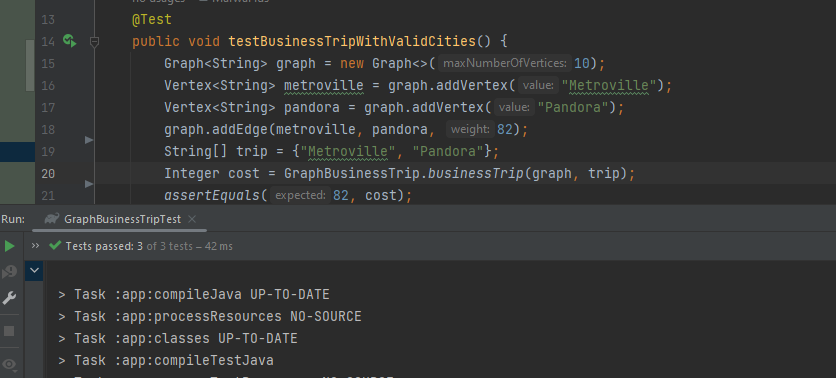 13 @Test
14 public void testBusinessTripWithValidCities() {
15 Graph<String> graph = new Graph<>( maxNumberOfVertices: 10);
16 Vertex<String> metroville = graph.addVertex( value: "Metroville");
17 Vertex<String> pandora = graph.addVertex( value: "Pandora");
18 graph.addEdge(metroville, pandora, weight: 82);
19 String[] trip = {"Metroville", "Pandora"};
20 Integer cost = GraphBusinessTrip.businessTrip(graph, trip);
21 assertEquals( expected: 82, cost);
Run: GraphBusinessTripTest ×
›› Tests passed: 3 of 3 tests – 42 ms
> Task :app:compileJava UP-TO-DATE
> Task :app:processResources NO-SOURCE
> Task :app:classes UP-TO-DATE
> Task :app:compileTestJava